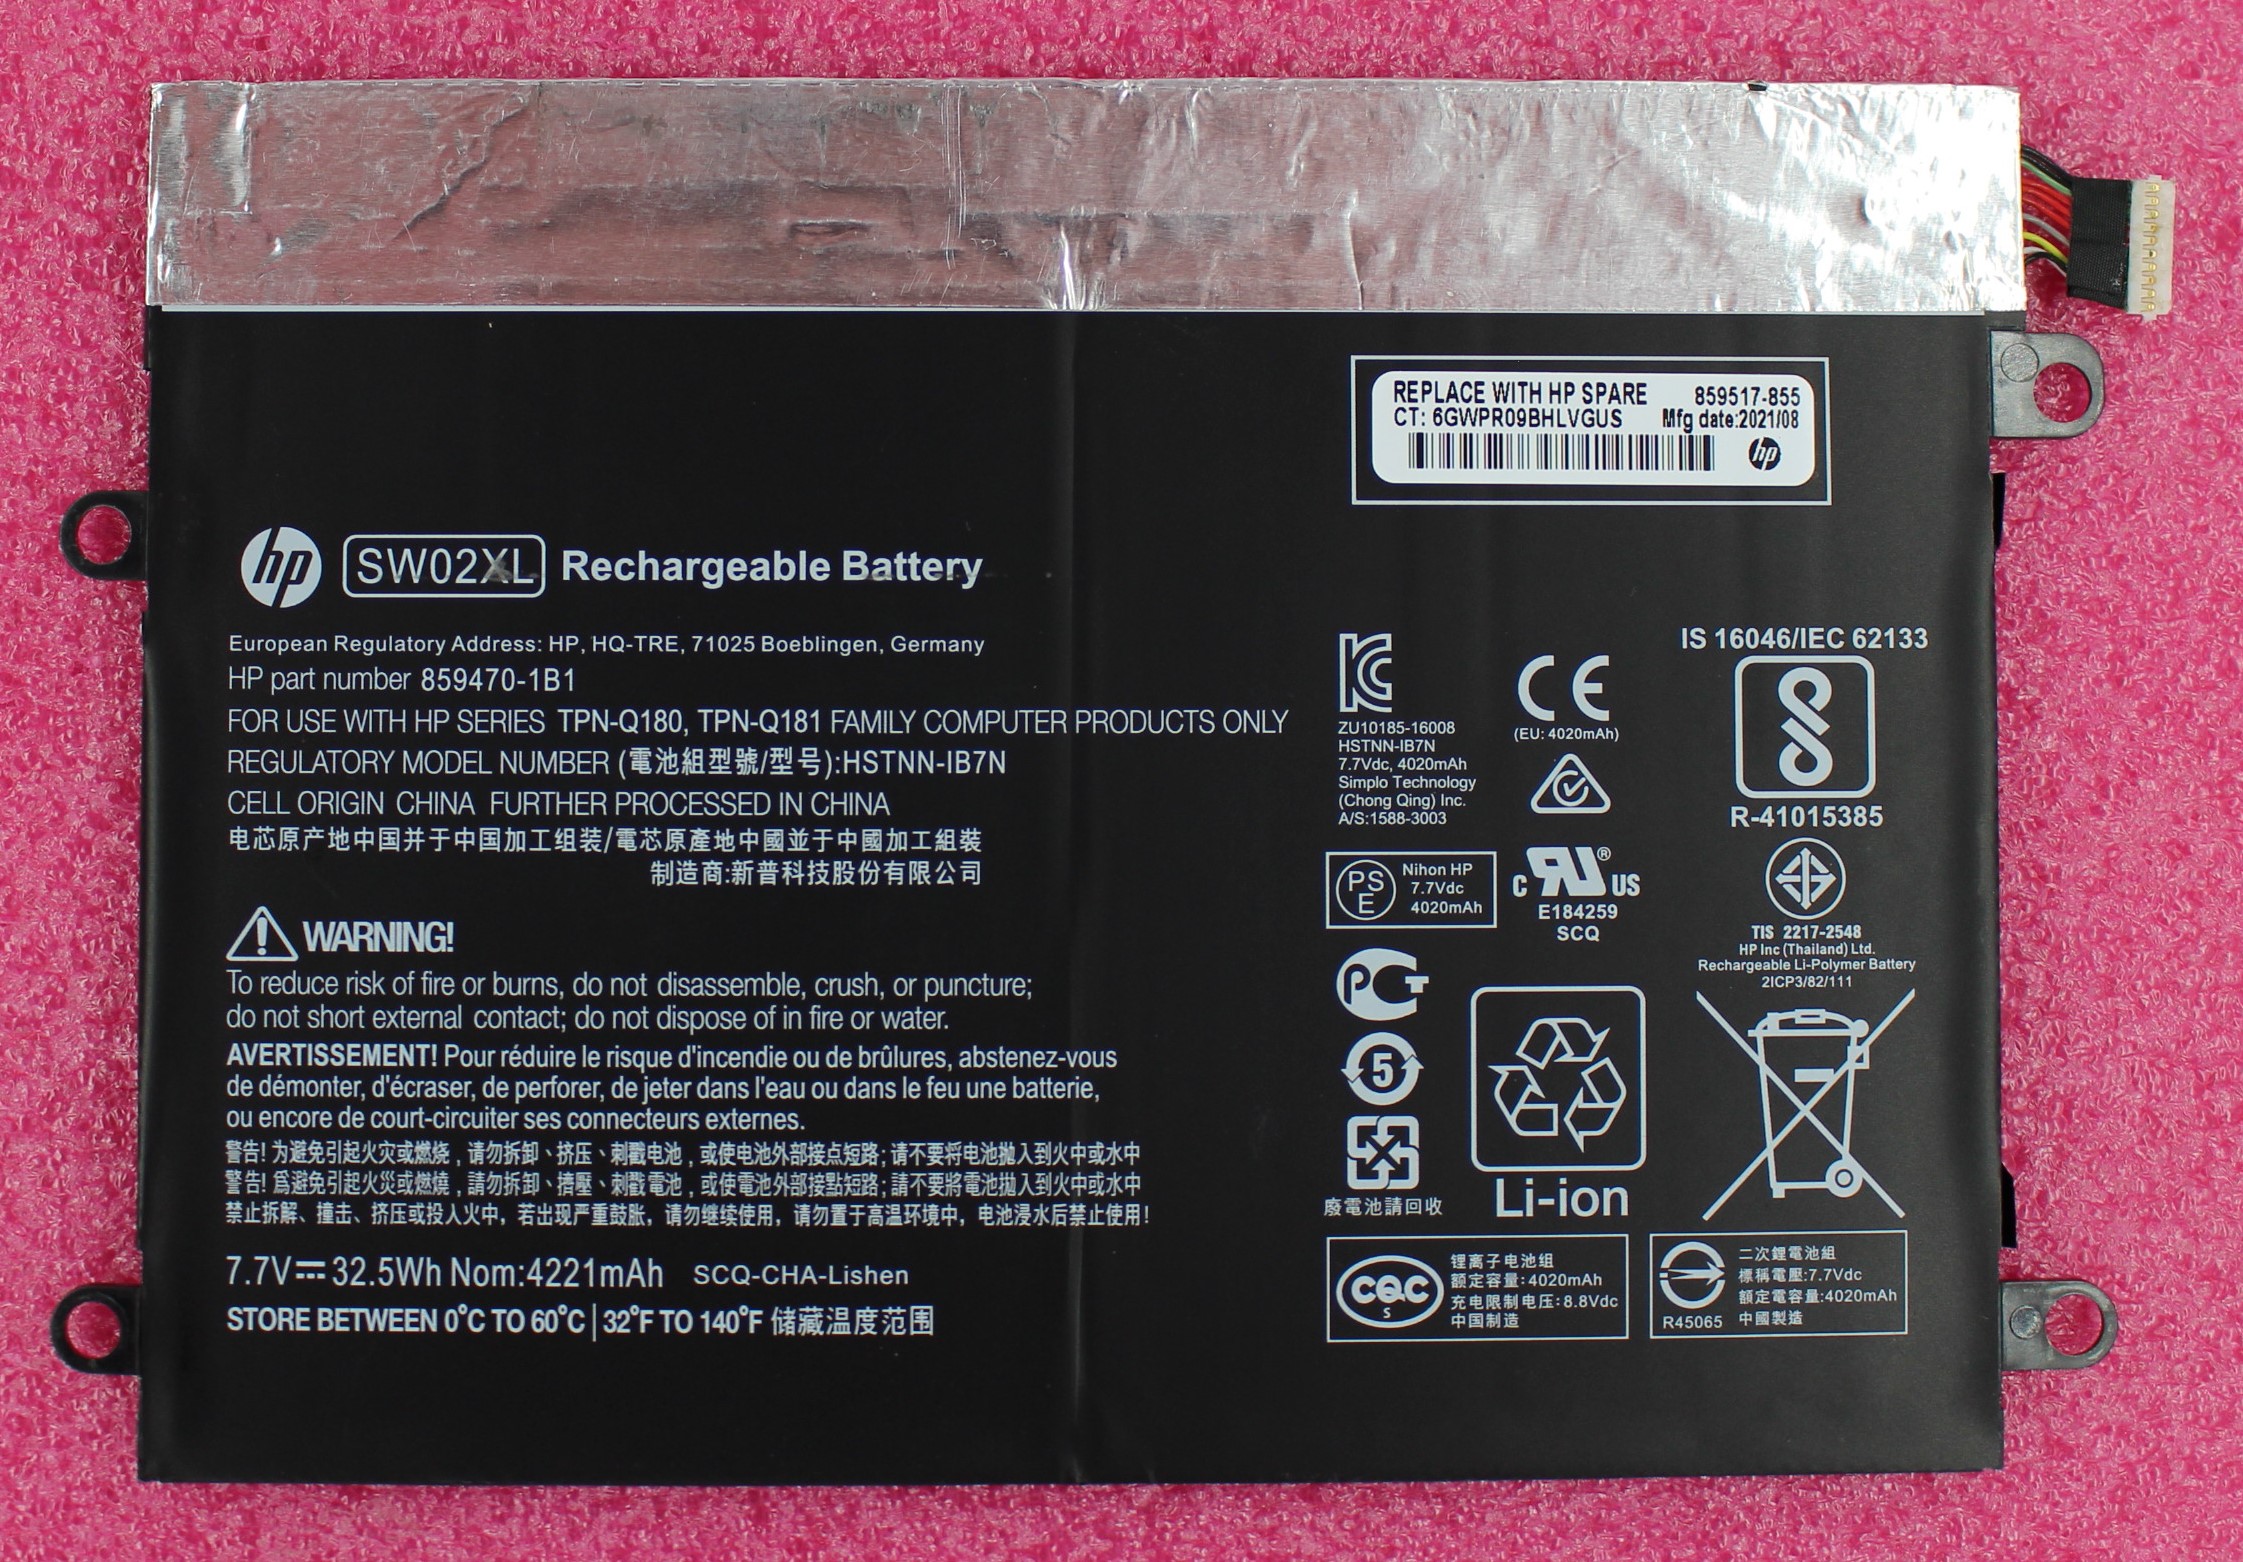 REPLACE WITH HP SPARE 859517-855
CT: 6GWPR09BHLVGUS Mfg date:2021/08
hp
hp SW02XL Rechargeable Battery
European Regulatory Address: HP, HQ-TRE, 71025 Boeblingen, Germany
HP part number 859470-1B1
FOR USE WITH HP SERIES TPN-Q180, TPN-Q181 FAMILY COMPUTER PRODUCTS ONLY
REGULATORY MODEL NUMBER (電池組型號/型号):HSTNN-IB7N
CELL ORIGIN CHINA FURTHER PROCESSED IN CHINA
电芯原产地中国并于中国加工组装/電芯原產地中國並于中國加工組裝
制造商:新普科技股份有限公司
WARNING!
To reduce risk of fire or burns, do not disassemble, crush, or puncture;
do not short external contact; do not dispose of in fire or water.
AVERTISSEMENT! Pour réduire le risque d'incendie ou de brûlures, abstenez-vous
de démonter, d'écraser, de perforer, de jeter dans l'eau ou dans le feu une batterie,
ou encore de court-circuiter ses connecteurs externes.
警告! 为避免引起火灾或燃烧，请勿拆卸、挤压、刺戳电池，或使电池外部接点短路；请不要将电池抛入到火中或水中
警告! 爲避免引起火災或燃燒，請勿拆卸、擠壓、刺戳電池，或使電池外部接點短路；請不要將電池拋入到火中或水中
禁止拆解、撞击、挤压或投入火中，若出现严重鼓胀，请勿继续使用，请勿置于高温环境中，电池浸水后禁止使用！
7.7V⎓32.5Wh Nom:4221mAh SCQ-CHA-Lishen
STORE BETWEEN 0°C TO 60°C | 32°F TO 140°F 储藏温度范围
ZU10185-16008
HSTNN-IB7N
7.7Vdc, 4020mAh
Simplo Technology
(Chong Qing) Inc.
A/S:1588-3003
CE
(EU: 4020mAh)
IS 16046/IEC 62133
R-41015385
PS
E
Nihon HP
7.7Vdc
4020mAh
C RU® US
E184259
SCQ
TIS 2217-2548
HP Inc (Thailand) Ltd.
Rechargeable Li-Polymer Battery
2ICP3/82/111
PCT
5
廢電池請回收
Li-ion
CQC
S
锂离子电池组
额定容量：4020mAh
充电限制电压：8.8Vdc
中国制造
R45065
二次鋰電池組
標稱電壓:7.7Vdc
額定電容量:4020mAh
中國製造